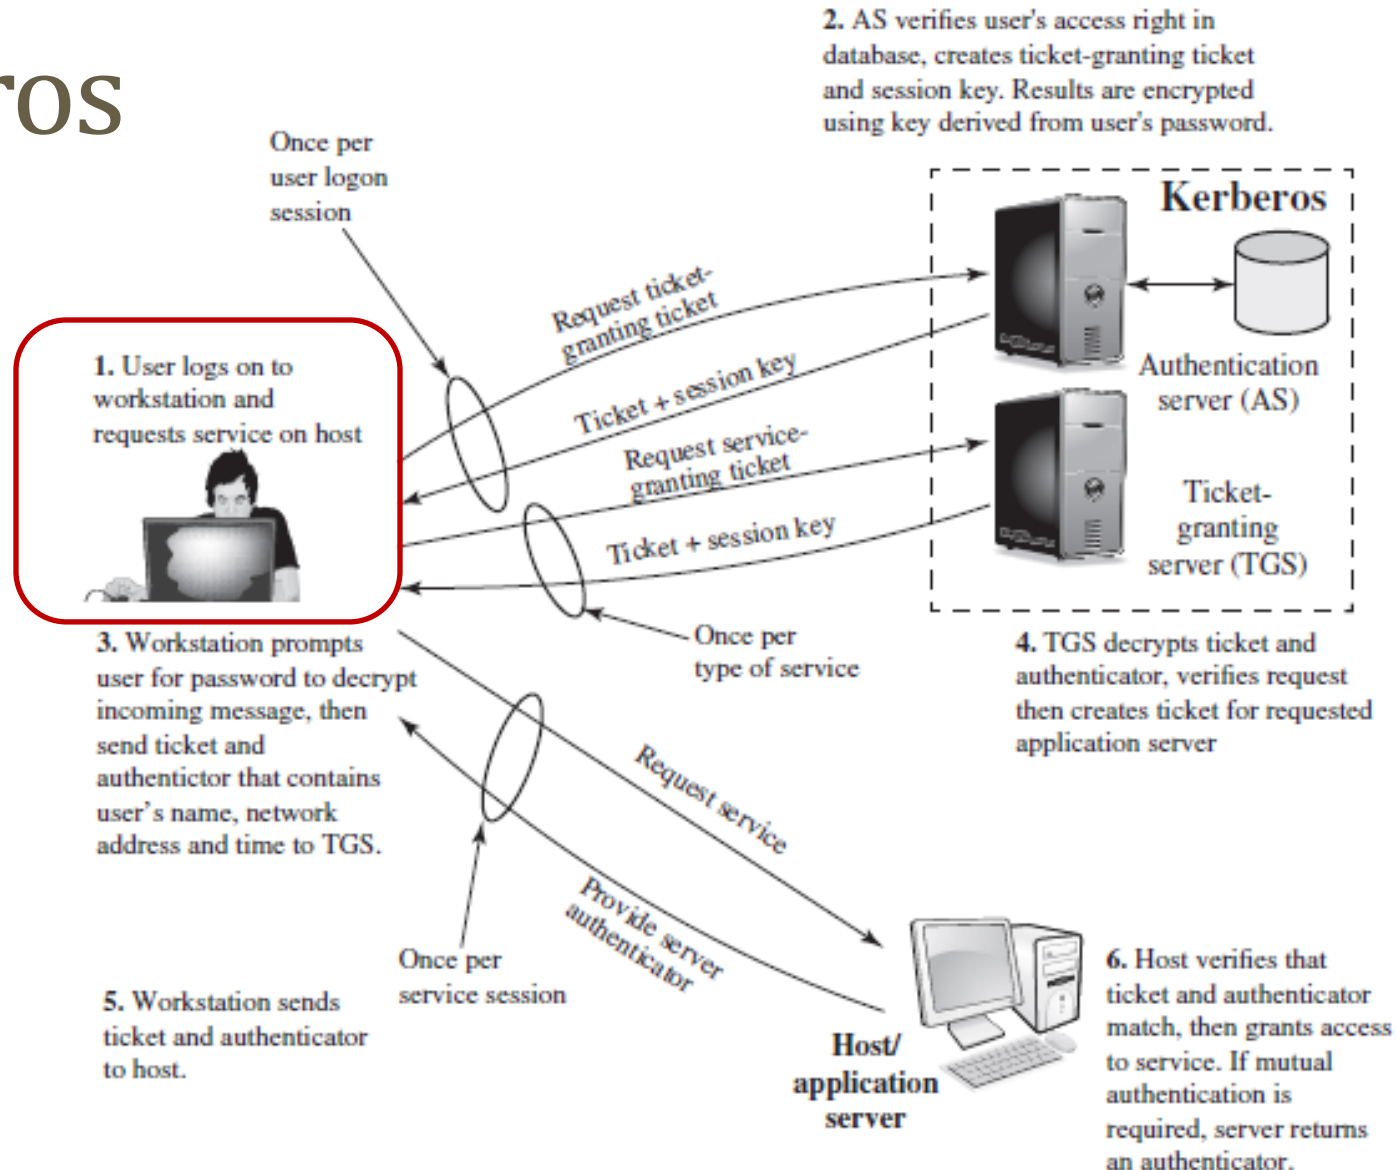 ros
2. AS verifies user's access right in
database, creates ticket-granting ticket
and session key. Results are encrypted
using key derived from user's password.
Once per
user logon
session
Kerberos
Request ticket-
granting ticket
1. User logs on to
workstation and
requests service on host
Ticket + session key
Authentication
server (AS)
Request service-
granting ticket
Ticket + session key
Ticket-
granting
server (TGS)
Once per
type of service
3. Workstation prompts
user for password to decrypt
incoming message, then
send ticket and
authentictor that contains
user's name, network
address and time to TGS.
4. TGS decrypts ticket and
authenticator, verifies request
then creates ticket for requested
application server
Request service
Provide server
authenticator
Once per
service session
5. Workstation sends
ticket and authenticator
to host.
Host/
application
server
6. Host verifies that
ticket and authenticator
match, then grants access
to service. If mutual
authentication is
required, server returns
an authenticator.